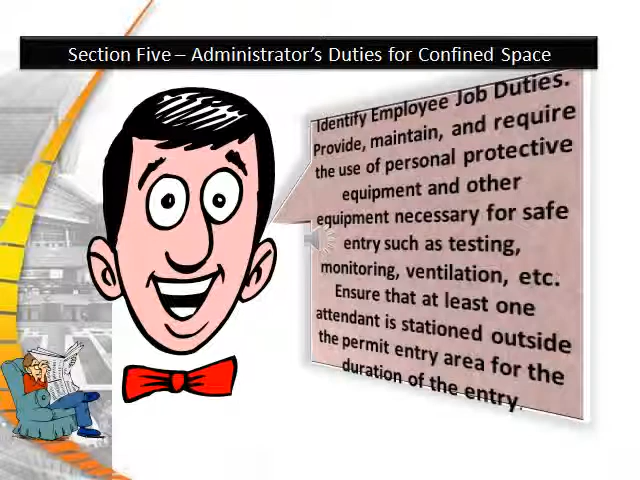 Section Five – Administrator’s Duties for Confined Space
Identify Employee Job Duties.
Provide, maintain, and require
the use of personal protective
equipment and other
equipment necessary for safe
entry such as testing,
monitoring, ventilation, etc.
Ensure that at least one
attendant is stationed outside
the permit entry area for the
duration of the entry.